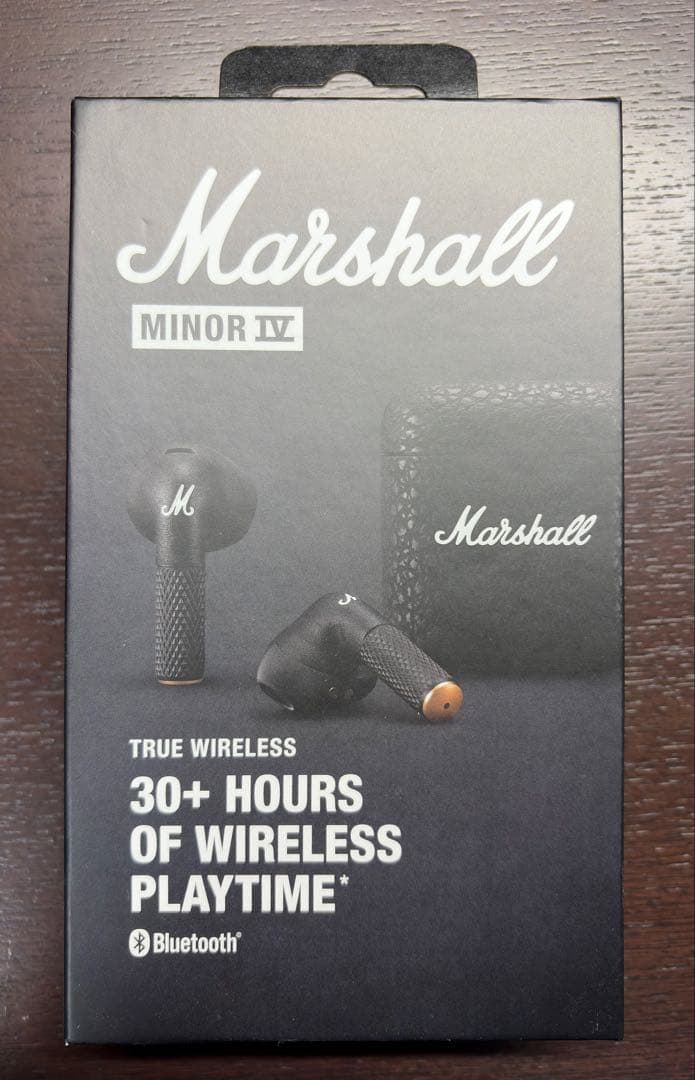 Marshall
MINOR IV
M
Marshall
TRUE WIRELESS
30+ HOURS
OF WIRELESS
PLAYTIME*
Bluetooth®